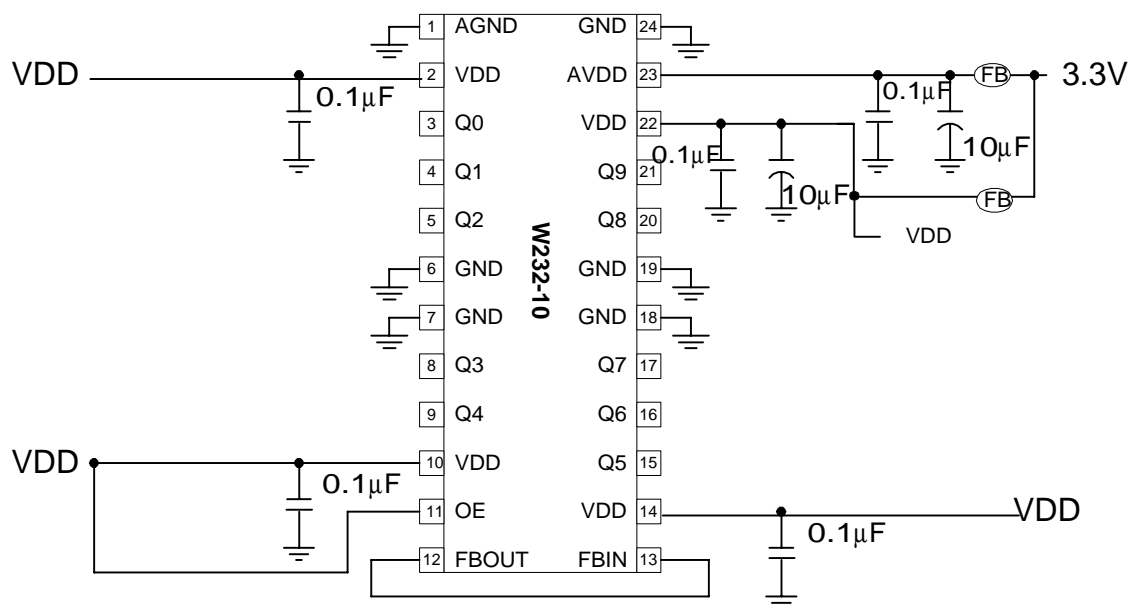 1 AGND GND 24
VDD 2 VDD AVDD 23 FB 3.3V
0.1µF 0.1µF
3 Q0 VDD 22
10µF
0.1µF
4 Q1 Q9 21
10µF FB
5 Q2 Q8 20
VDD
W232-10
6 GND GND 19
7 GND GND 18
8 Q3 Q7 17
9 Q4 Q6 16
VDD 10 VDD Q5 15
0.1µF
11 OE VDD 14 VDD
0.1µF
12 FBOUT FBIN 13